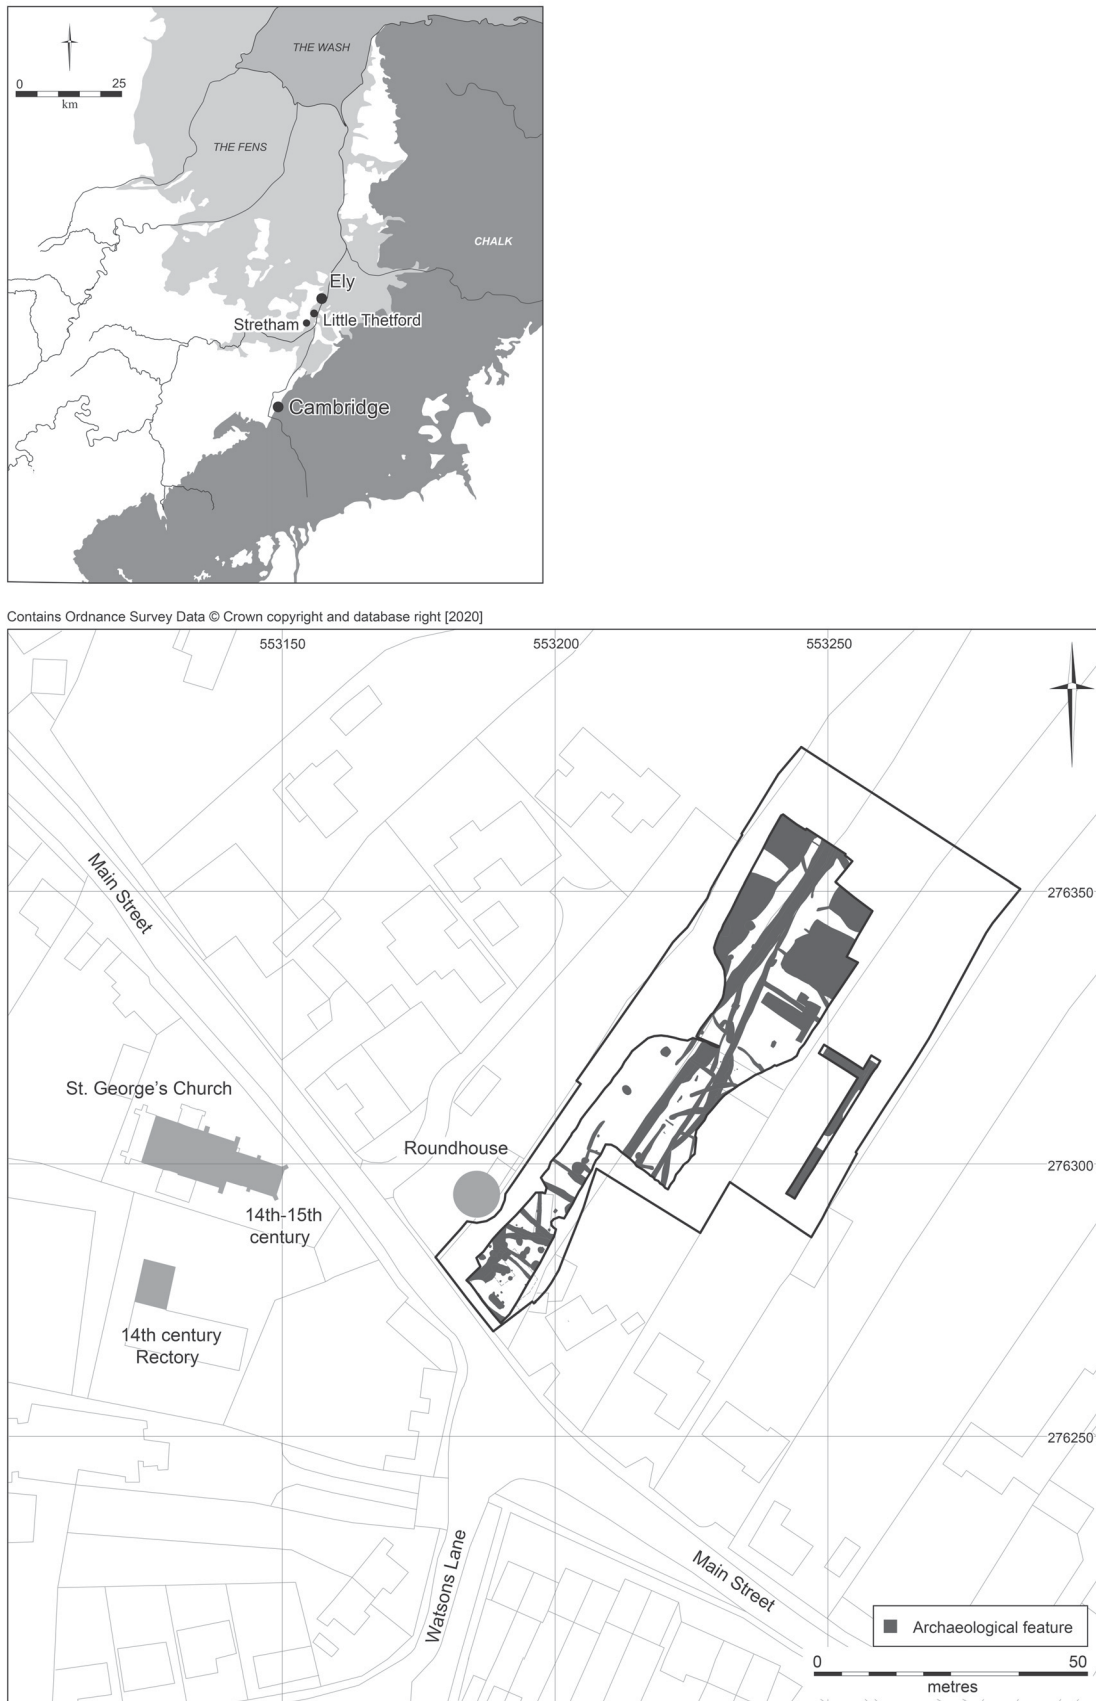 THE WASH
0 25
km
THE FENS
CHALK
Ely
Little Thetford
Stretham
Cambridge
Contains Ordnance Survey Data © Crown copyright and database right [2020]
553150 553200 553250
276350
Main Street
St. George's Church
Roundhouse
276300
14th-15th
century
14th century
Rectory
276250
Watsons Lane
Main Street
Archaeological feature
0 50
metres